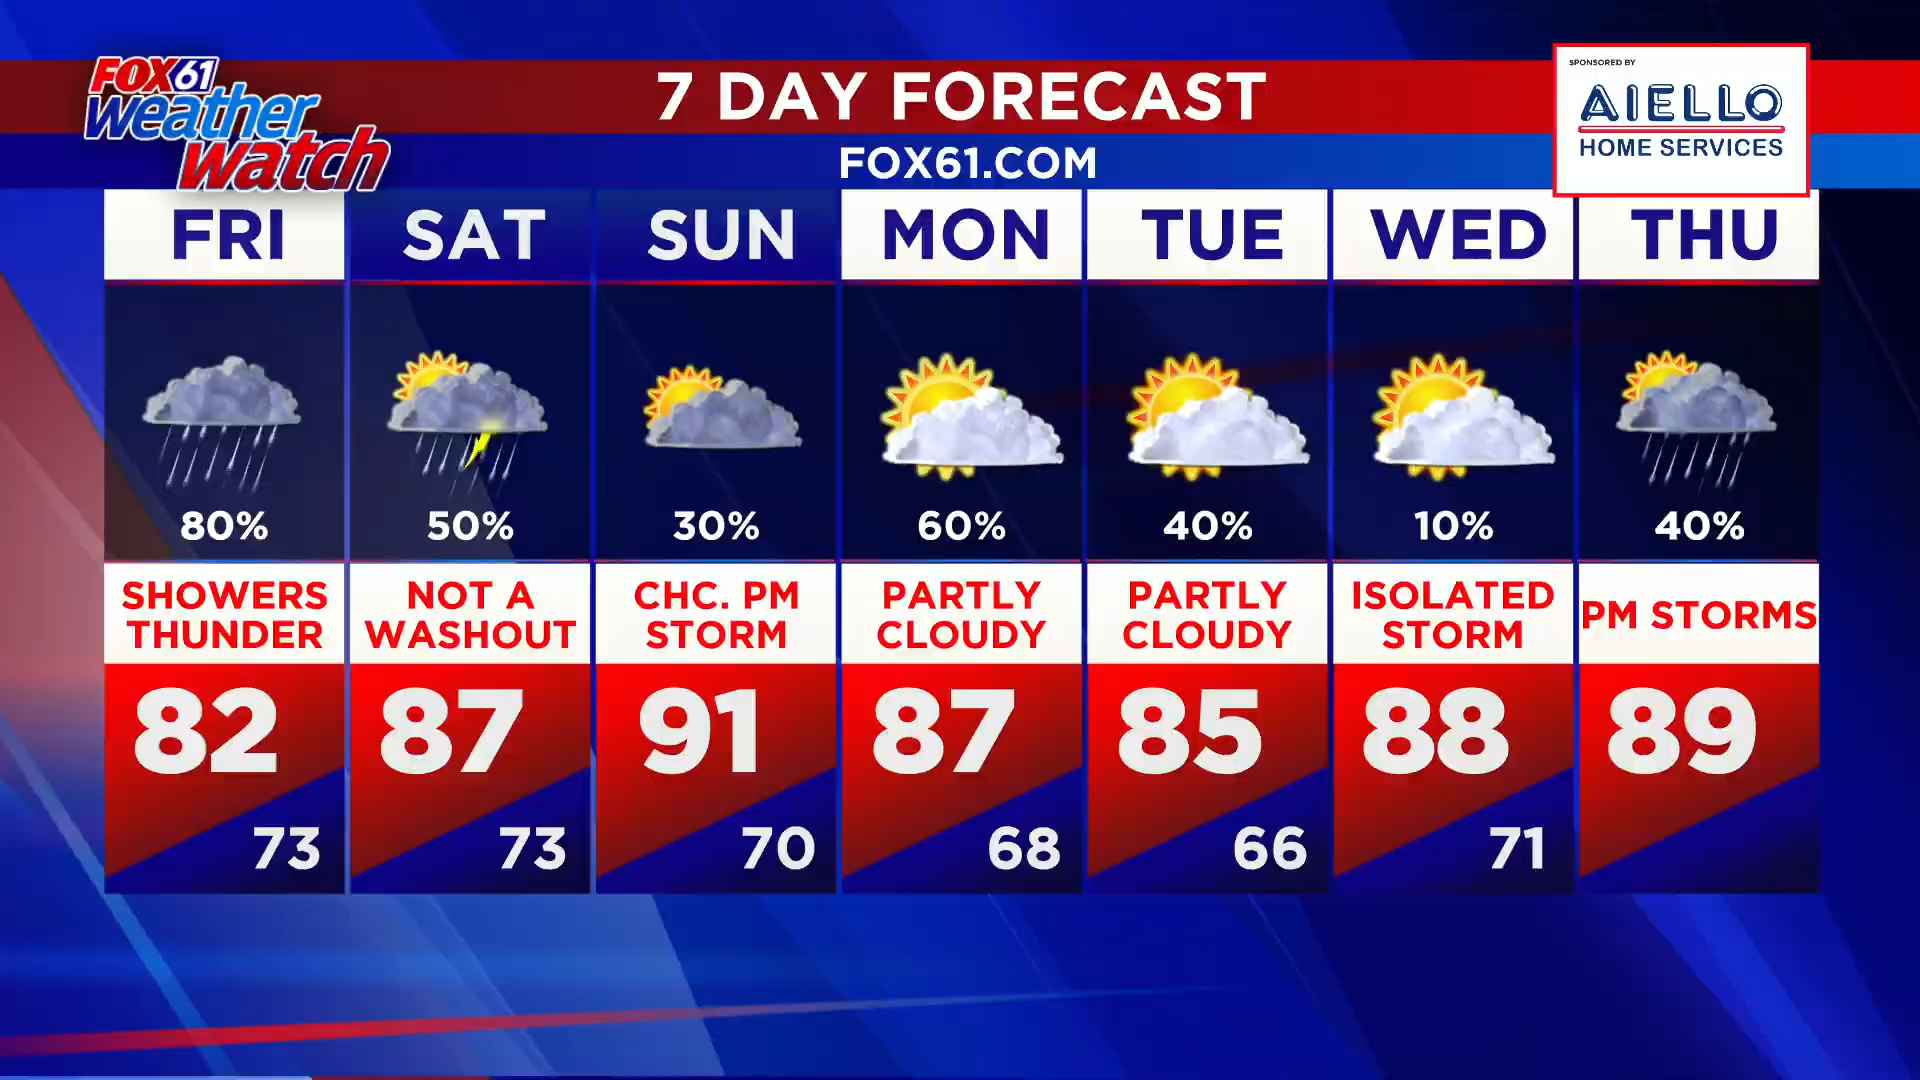 FOX61
Weather
Watch
7 DAY FORECAST
FOX61.COM
SPONSORED BY
AIELLO
HOME SERVICES
FRI SAT SUN MON TUE WED THU
80% 50% 30% 60% 40% 10% 40%
SHOWERS
THUNDER
NOT A
WASHOUT
CHC. PM
STORM
PARTLY
CLOUDY
PARTLY
CLOUDY
ISOLATED
STORM
PM STORMS
82 87 91 87 85 88 89
73 73 70 68 66 71